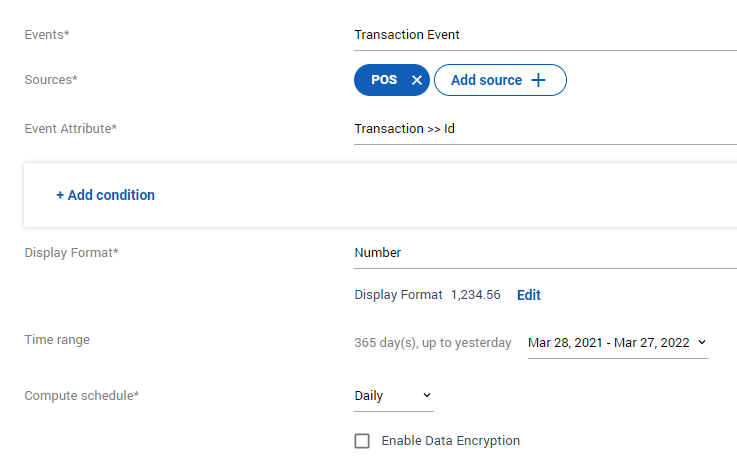 Events* Transaction Event
Sources* POS × Add source +
Event Attribute* Transaction >> Id
+ Add condition
Display Format* Number
Display Format 1,234.56 Edit
Time range 365 day(s), up to yesterday Mar 28, 2021 - Mar 27, 2022
Compute schedule* Daily
Enable Data Encryption